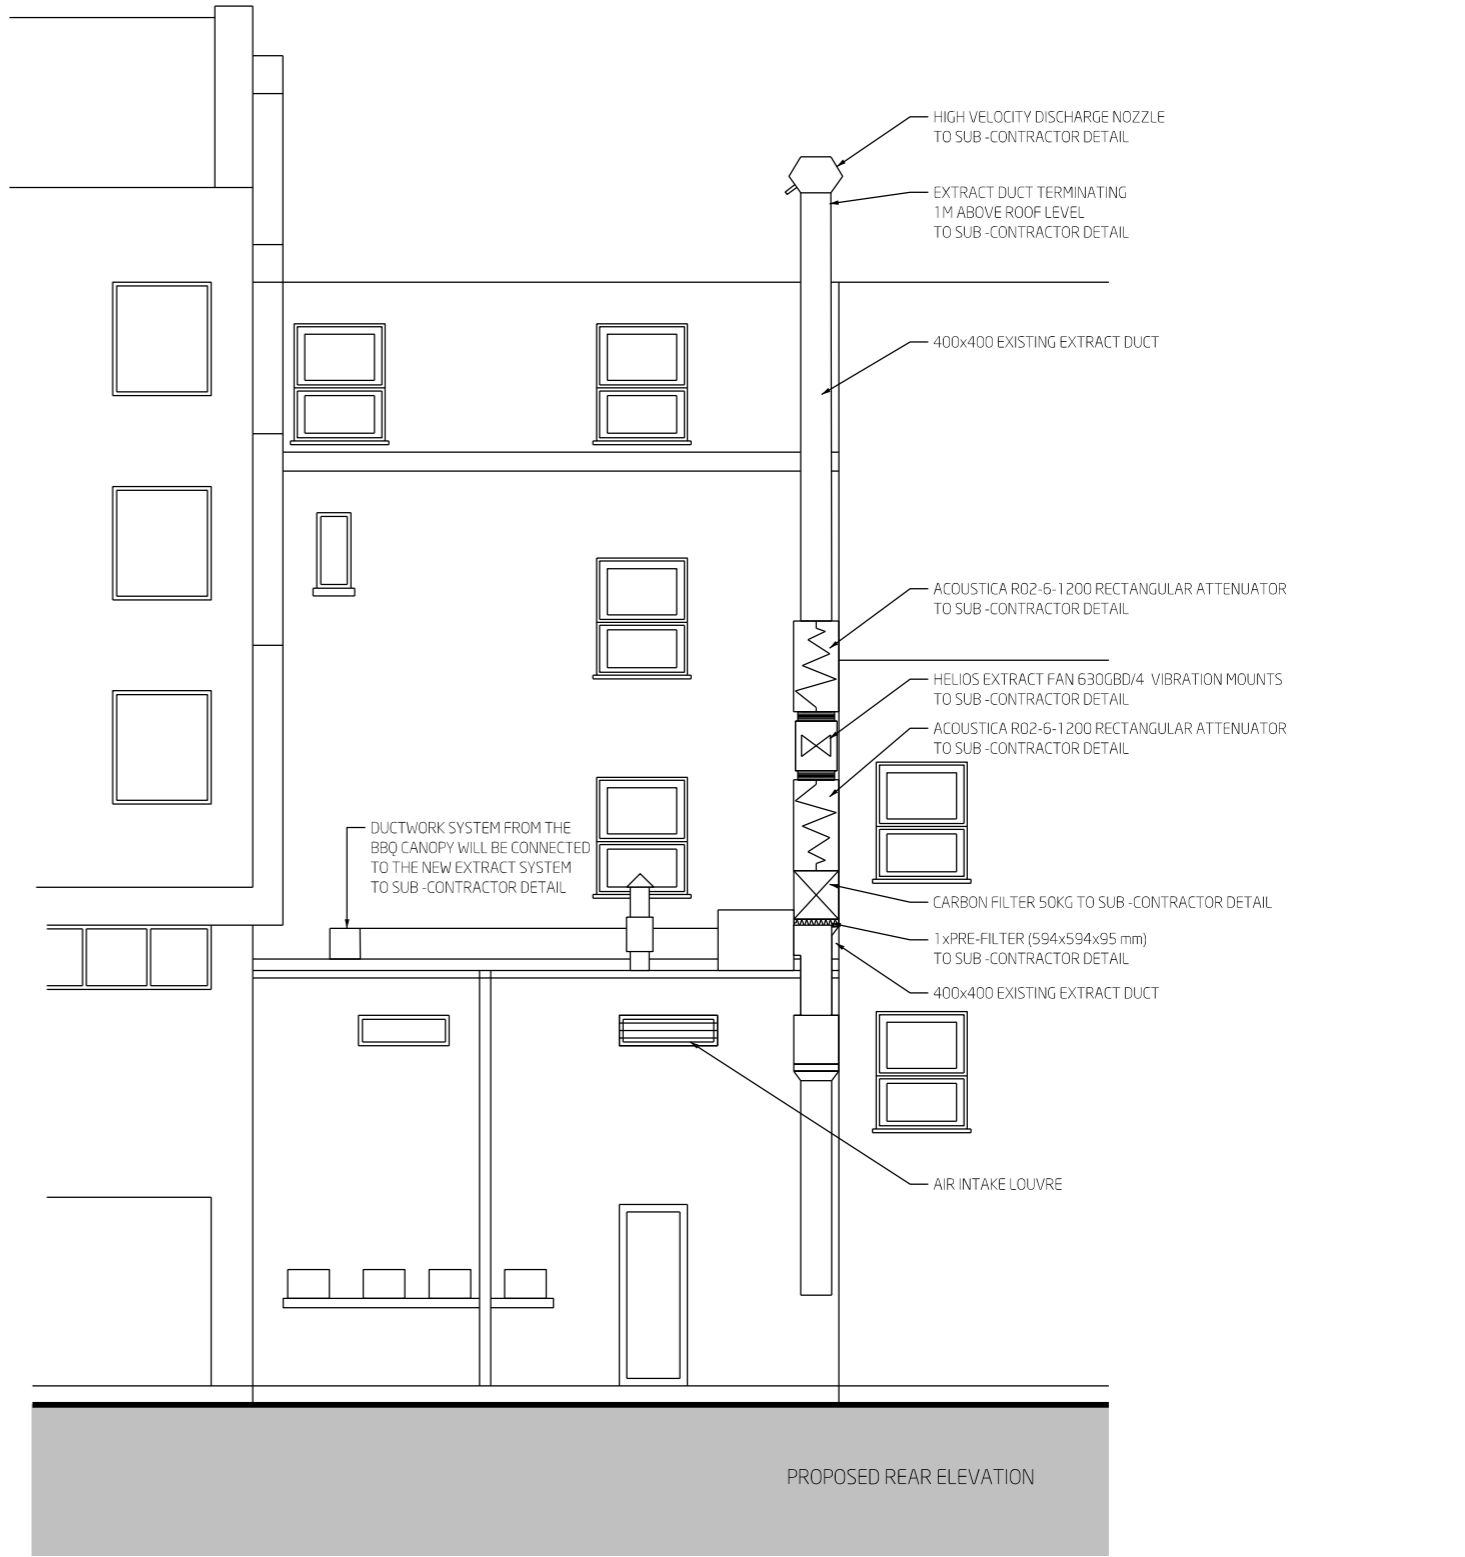 HIGH VELOCITY DISCHARGE NOZZLE
TO SUB -CONTRACTOR DETAIL
EXTRACT DUCT TERMINATING
1M ABOVE ROOF LEVEL
TO SUB -CONTRACTOR DETAIL
400x400 EXISTING EXTRACT DUCT
ACOUSTICA R02-6-1200 RECTANGULAR ATTENUATOR
TO SUB -CONTRACTOR DETAIL
HELIOS EXTRACT FAN 630GBD/4 VIBRATION MOUNTS
TO SUB -CONTRACTOR DETAIL
ACOUSTICA R02-6-1200 RECTANGULAR ATTENUATOR
TO SUB -CONTRACTOR DETAIL
DUCTWORK SYSTEM FROM THE
BBQ CANOPY WILL BE CONNECTED
TO THE NEW EXTRACT SYSTEM
TO SUB -CONTRACTOR DETAIL
CARBON FILTER 50KG TO SUB -CONTRACTOR DETAIL
1xPRE-FILTER (594x594x95 mm)
TO SUB -CONTRACTOR DETAIL
400x400 EXISTING EXTRACT DUCT
AIR INTAKE LOUVRE
PROPOSED REAR ELEVATION